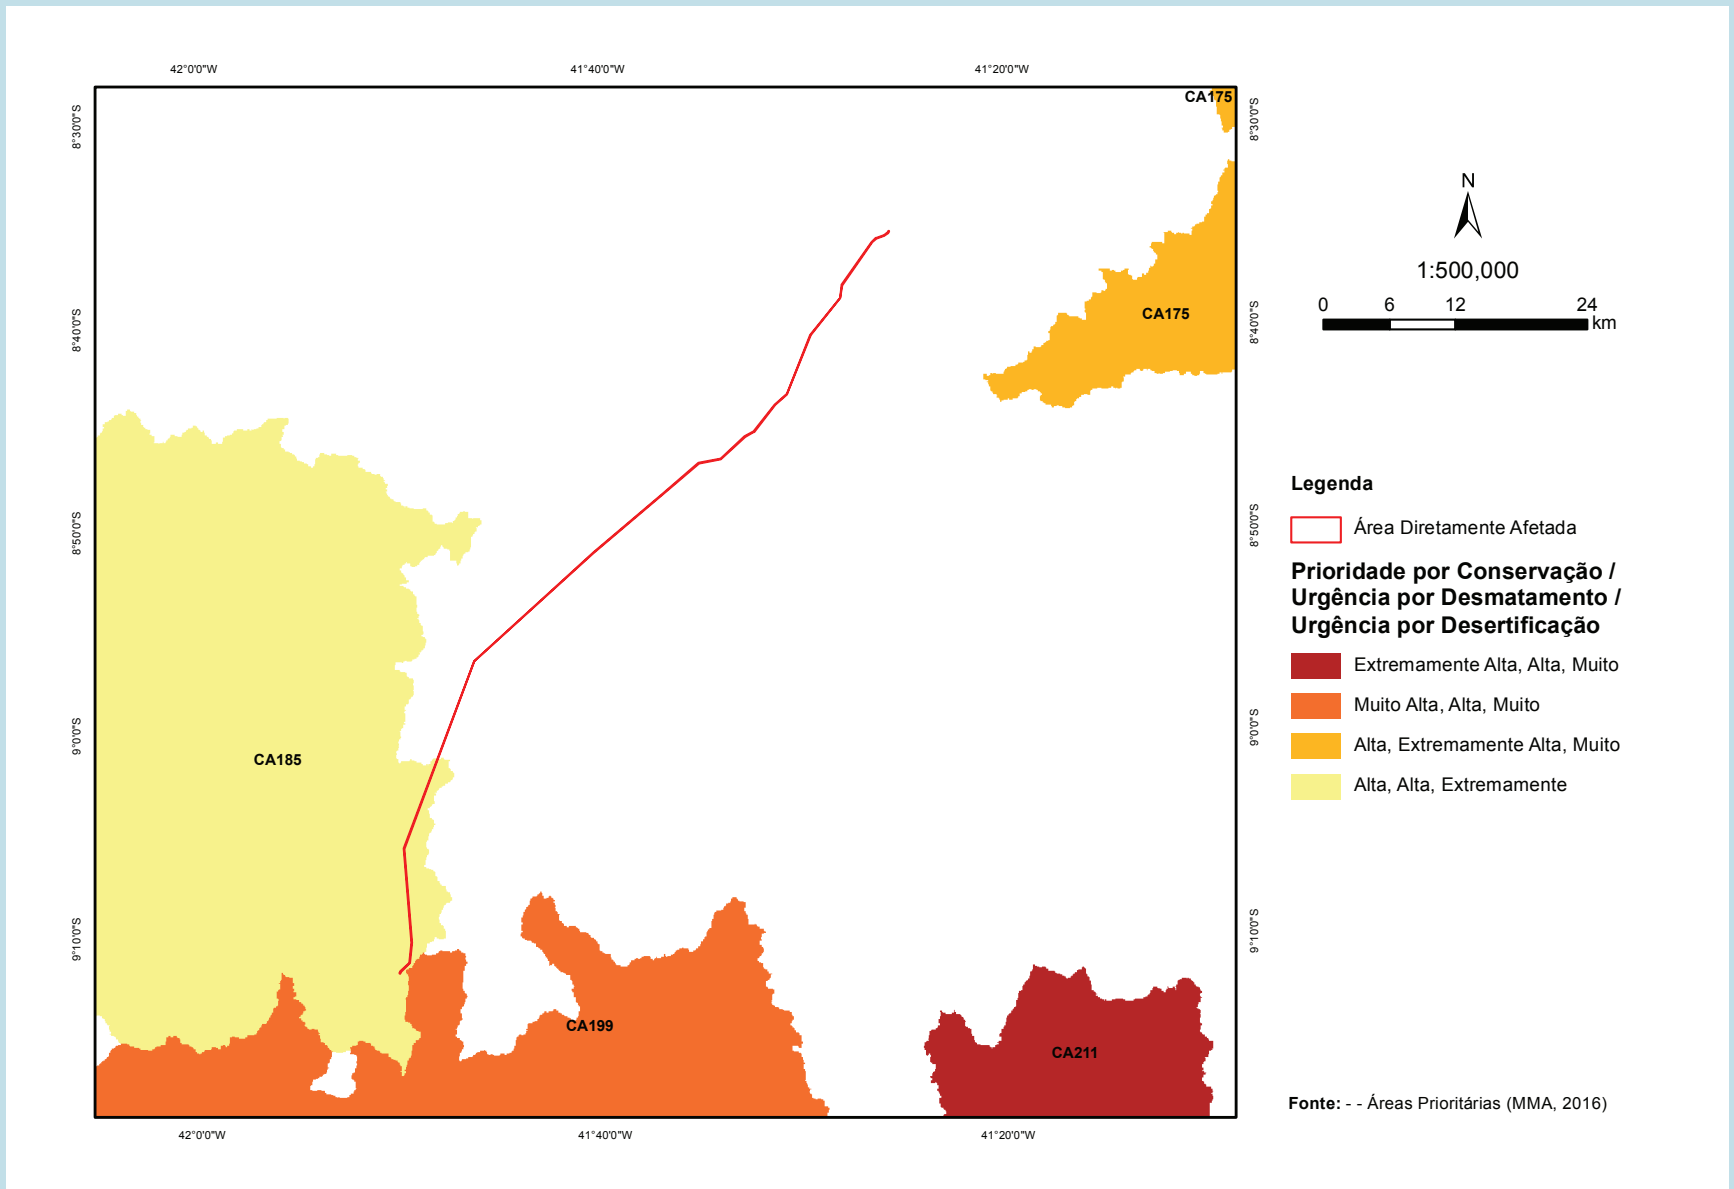 42°0'0"W
41°40'0"W
41°20'0"W
8°30'0"S
8°30'0"S
CA175
N
1:500,000
0 6 12 24
km
8°40'0"S
8°40'0"S
CA175
Legenda
Área Diretamente Afetada
8°50'0"S
8°50'0"S
Prioridade por Conservação /
Urgência por Desmatamento /
Urgência por Desertificação
Extremamente Alta, Alta, Muito
Muito Alta, Alta, Muito
Alta, Extremamente Alta, Muito
Alta, Alta, Extremamente
9°0'0"S
9°0'0"S
CA185
9°10'0"S
9°10'0"S
CA199
CA211
Fonte: - - Áreas Prioritárias (MMA, 2016)
42°0'0"W
41°40'0"W
41°20'0"W